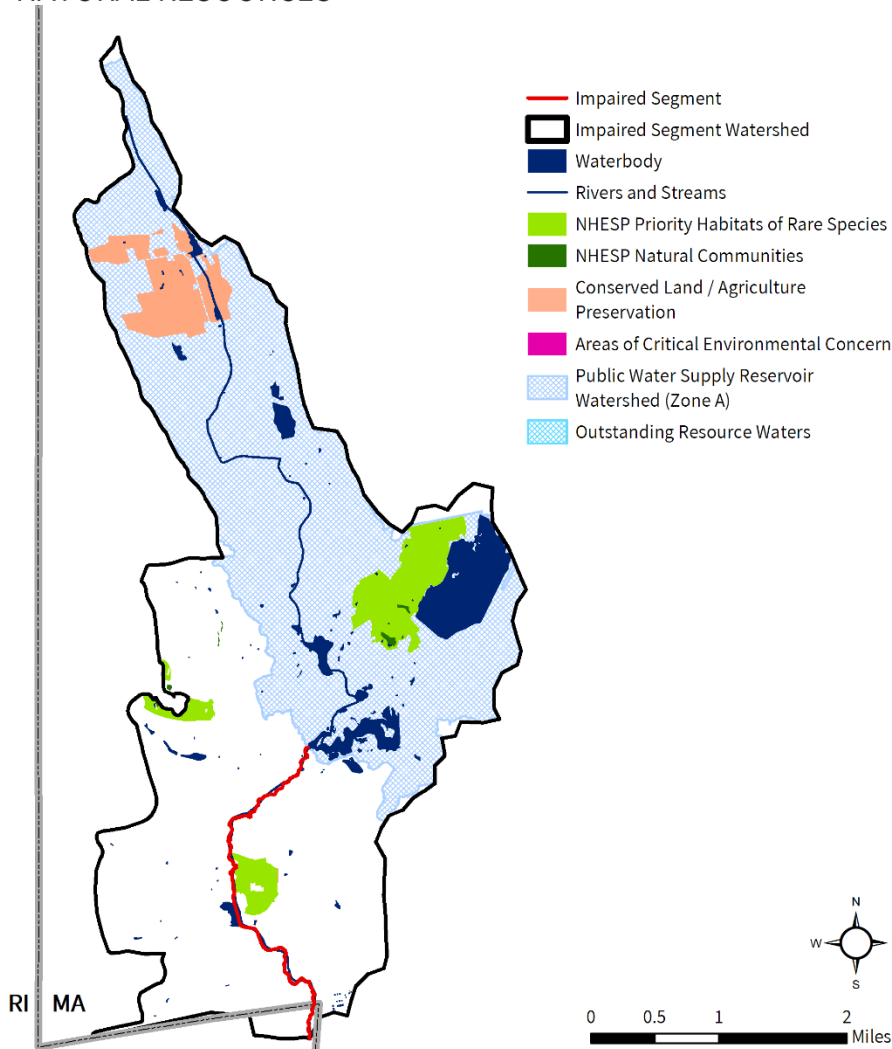 NATURAL RESOURCES
Impaired Segment
Impaired Segment Watershed
Waterbody
Rivers and Streams
NHESP Priority Habitats of Rare Species
NHESP Natural Communities
Conserved Land / Agriculture
Preservation
Areas of Critical Environmental Concern
Public Water Supply Reservoir
Watershed (Zone A)
Outstanding Resource Waters
N
W
E
S
RI
MA
0 0.5 1 2
Miles